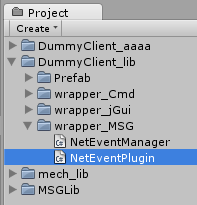 Project
Create
DummyClient_aaaa
DummyClient_lib
Prefab
wrapper_Cmd
wrapper_jGui
wrapper_MSG
NetEventManager
NetEventPlugin
mech_lib
MSGLib